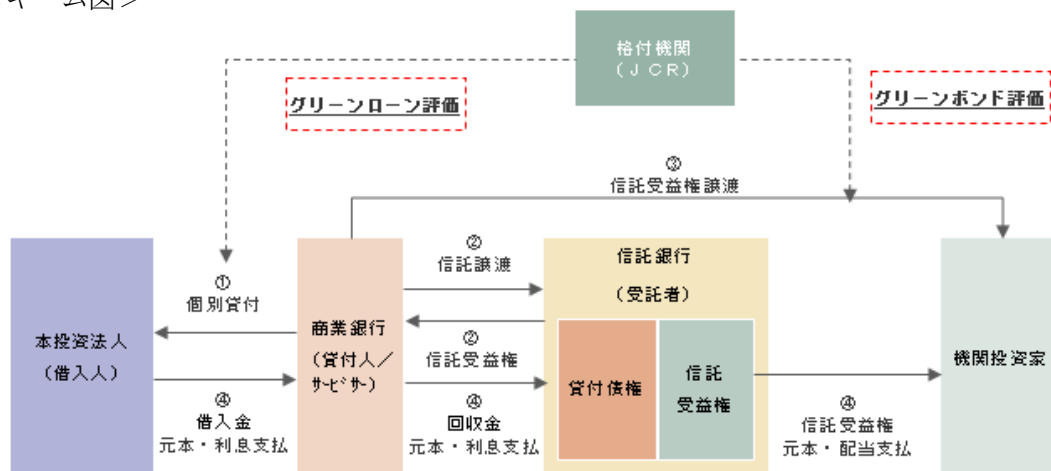 キーム図＞
格付機関
（ＪＣＲ）
グリーンローン評価
グリーンボンド評価
③
信託受益権譲渡
①
個別貸付
②
信託譲渡
信託銀行
（受託者）
本投資法人
（借入人）
商業銀行
（貸付人／
ｻｰﾋﾞｻｰ）
②
信託受益権
貸付債権
信託
受益権
機関投資家
④
借入金
元本・利息支払
④
回収金
元本・利息支払
④
信託受益権
元本・配当支払